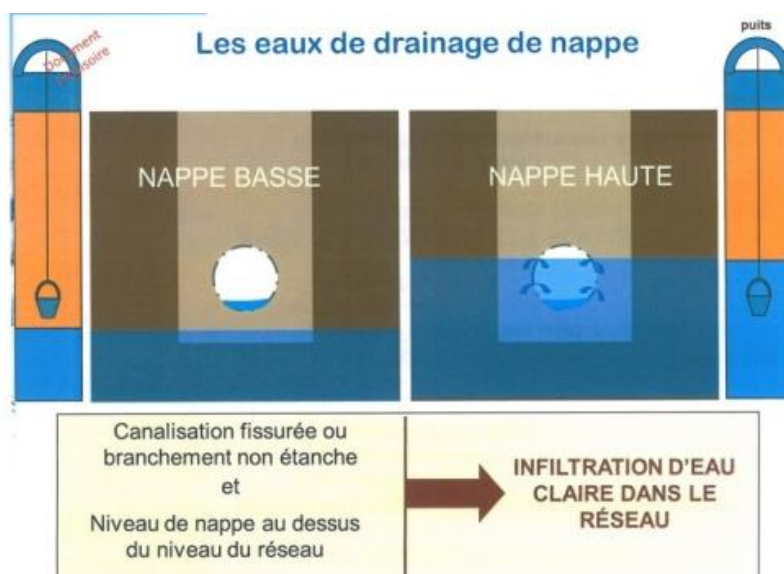 Document
puits
Les eaux de drainage de nappe
NAPPE BASSE
NAPPE HAUTE
Canalisation fissurée ou
branchement non étanche
et
Niveau de nappe au dessus
du niveau du réseau
INFILTRATION D'EAU
CLAIRE DANS LE
RÉSEAU